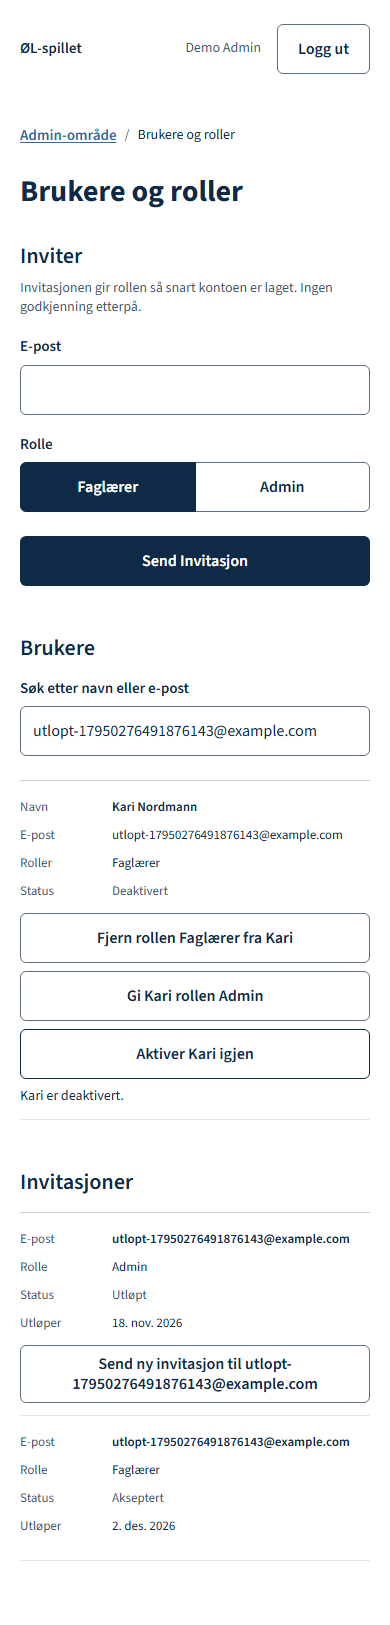 ØL-spillet
Demo Admin
Logg ut
Admin-område / Brukere og roller
Brukere og roller
Inviter
Invitasjonen gir rollen så snart kontoen er laget. Ingen
godkjenning etterpå.
E-post
Rolle
Faglærer
Admin
Send Invitasjon
Brukere
Søk etter navn eller e-post
utlopt-17950276491876143@example.com
Navn Kari Nordmann
E-post utlopt-17950276491876143@example.com
Roller Faglærer
Status Deaktivert
Fjern rollen Faglærer fra Kari
Gi Kari rollen Admin
Aktiver Kari igjen
Kari er deaktivert.
Invitasjoner
E-post utlopt-17950276491876143@example.com
Rolle Admin
Status Utløpt
Utløper 18. nov. 2026
Send ny invitasjon til utlopt-
17950276491876143@example.com
E-post utlopt-17950276491876143@example.com
Rolle Faglærer
Status Akseptert
Utløper 2. des. 2026